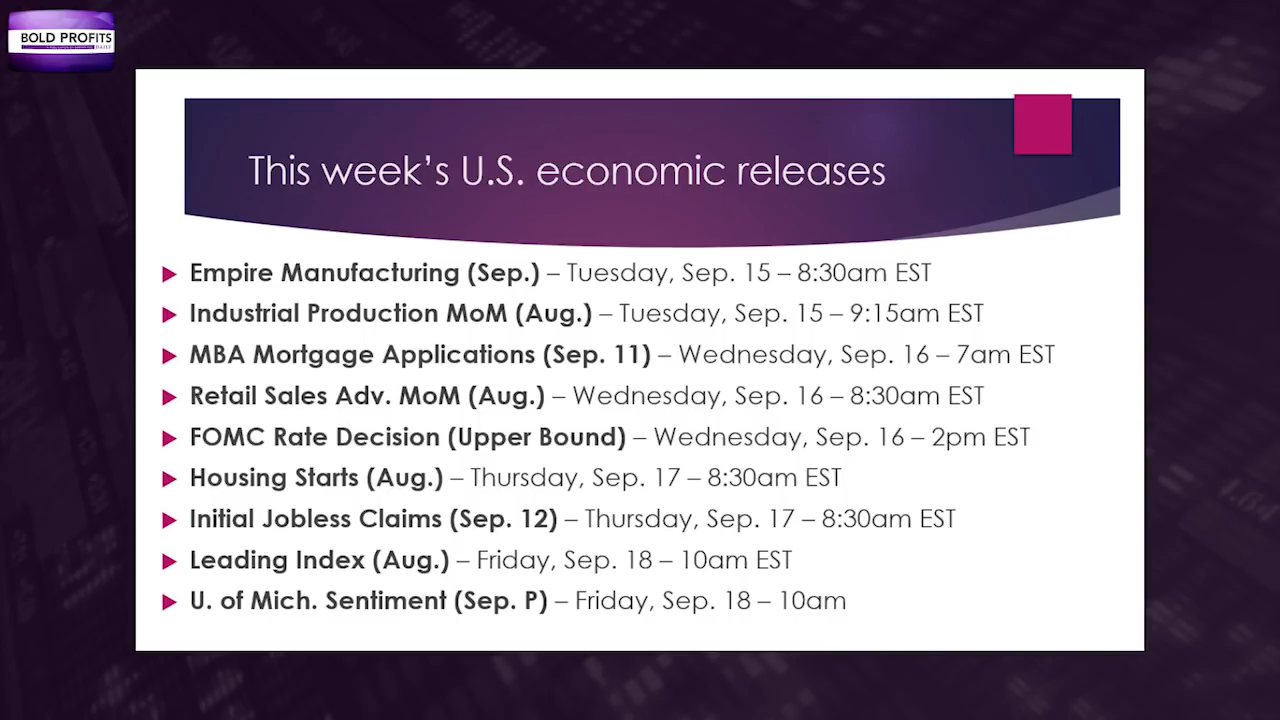 BOLD PROFITS
DAILY
This week's U.S. economic releases
Empire Manufacturing (Sep.) – Tuesday, Sep. 15 – 8:30am EST
Industrial Production MoM (Aug.) – Tuesday, Sep. 15 – 9:15am EST
MBA Mortgage Applications (Sep. 11) – Wednesday, Sep. 16 – 7am EST
Retail Sales Adv. MoM (Aug.) – Wednesday, Sep. 16 – 8:30am EST
FOMC Rate Decision (Upper Bound) – Wednesday, Sep. 16 – 2pm EST
Housing Starts (Aug.) – Thursday, Sep. 17 – 8:30am EST
Initial Jobless Claims (Sep. 12) – Thursday, Sep. 17 – 8:30am EST
Leading Index (Aug.) – Friday, Sep. 18 – 10am EST
U. of Mich. Sentiment (Sep. P) – Friday, Sep. 18 – 10am